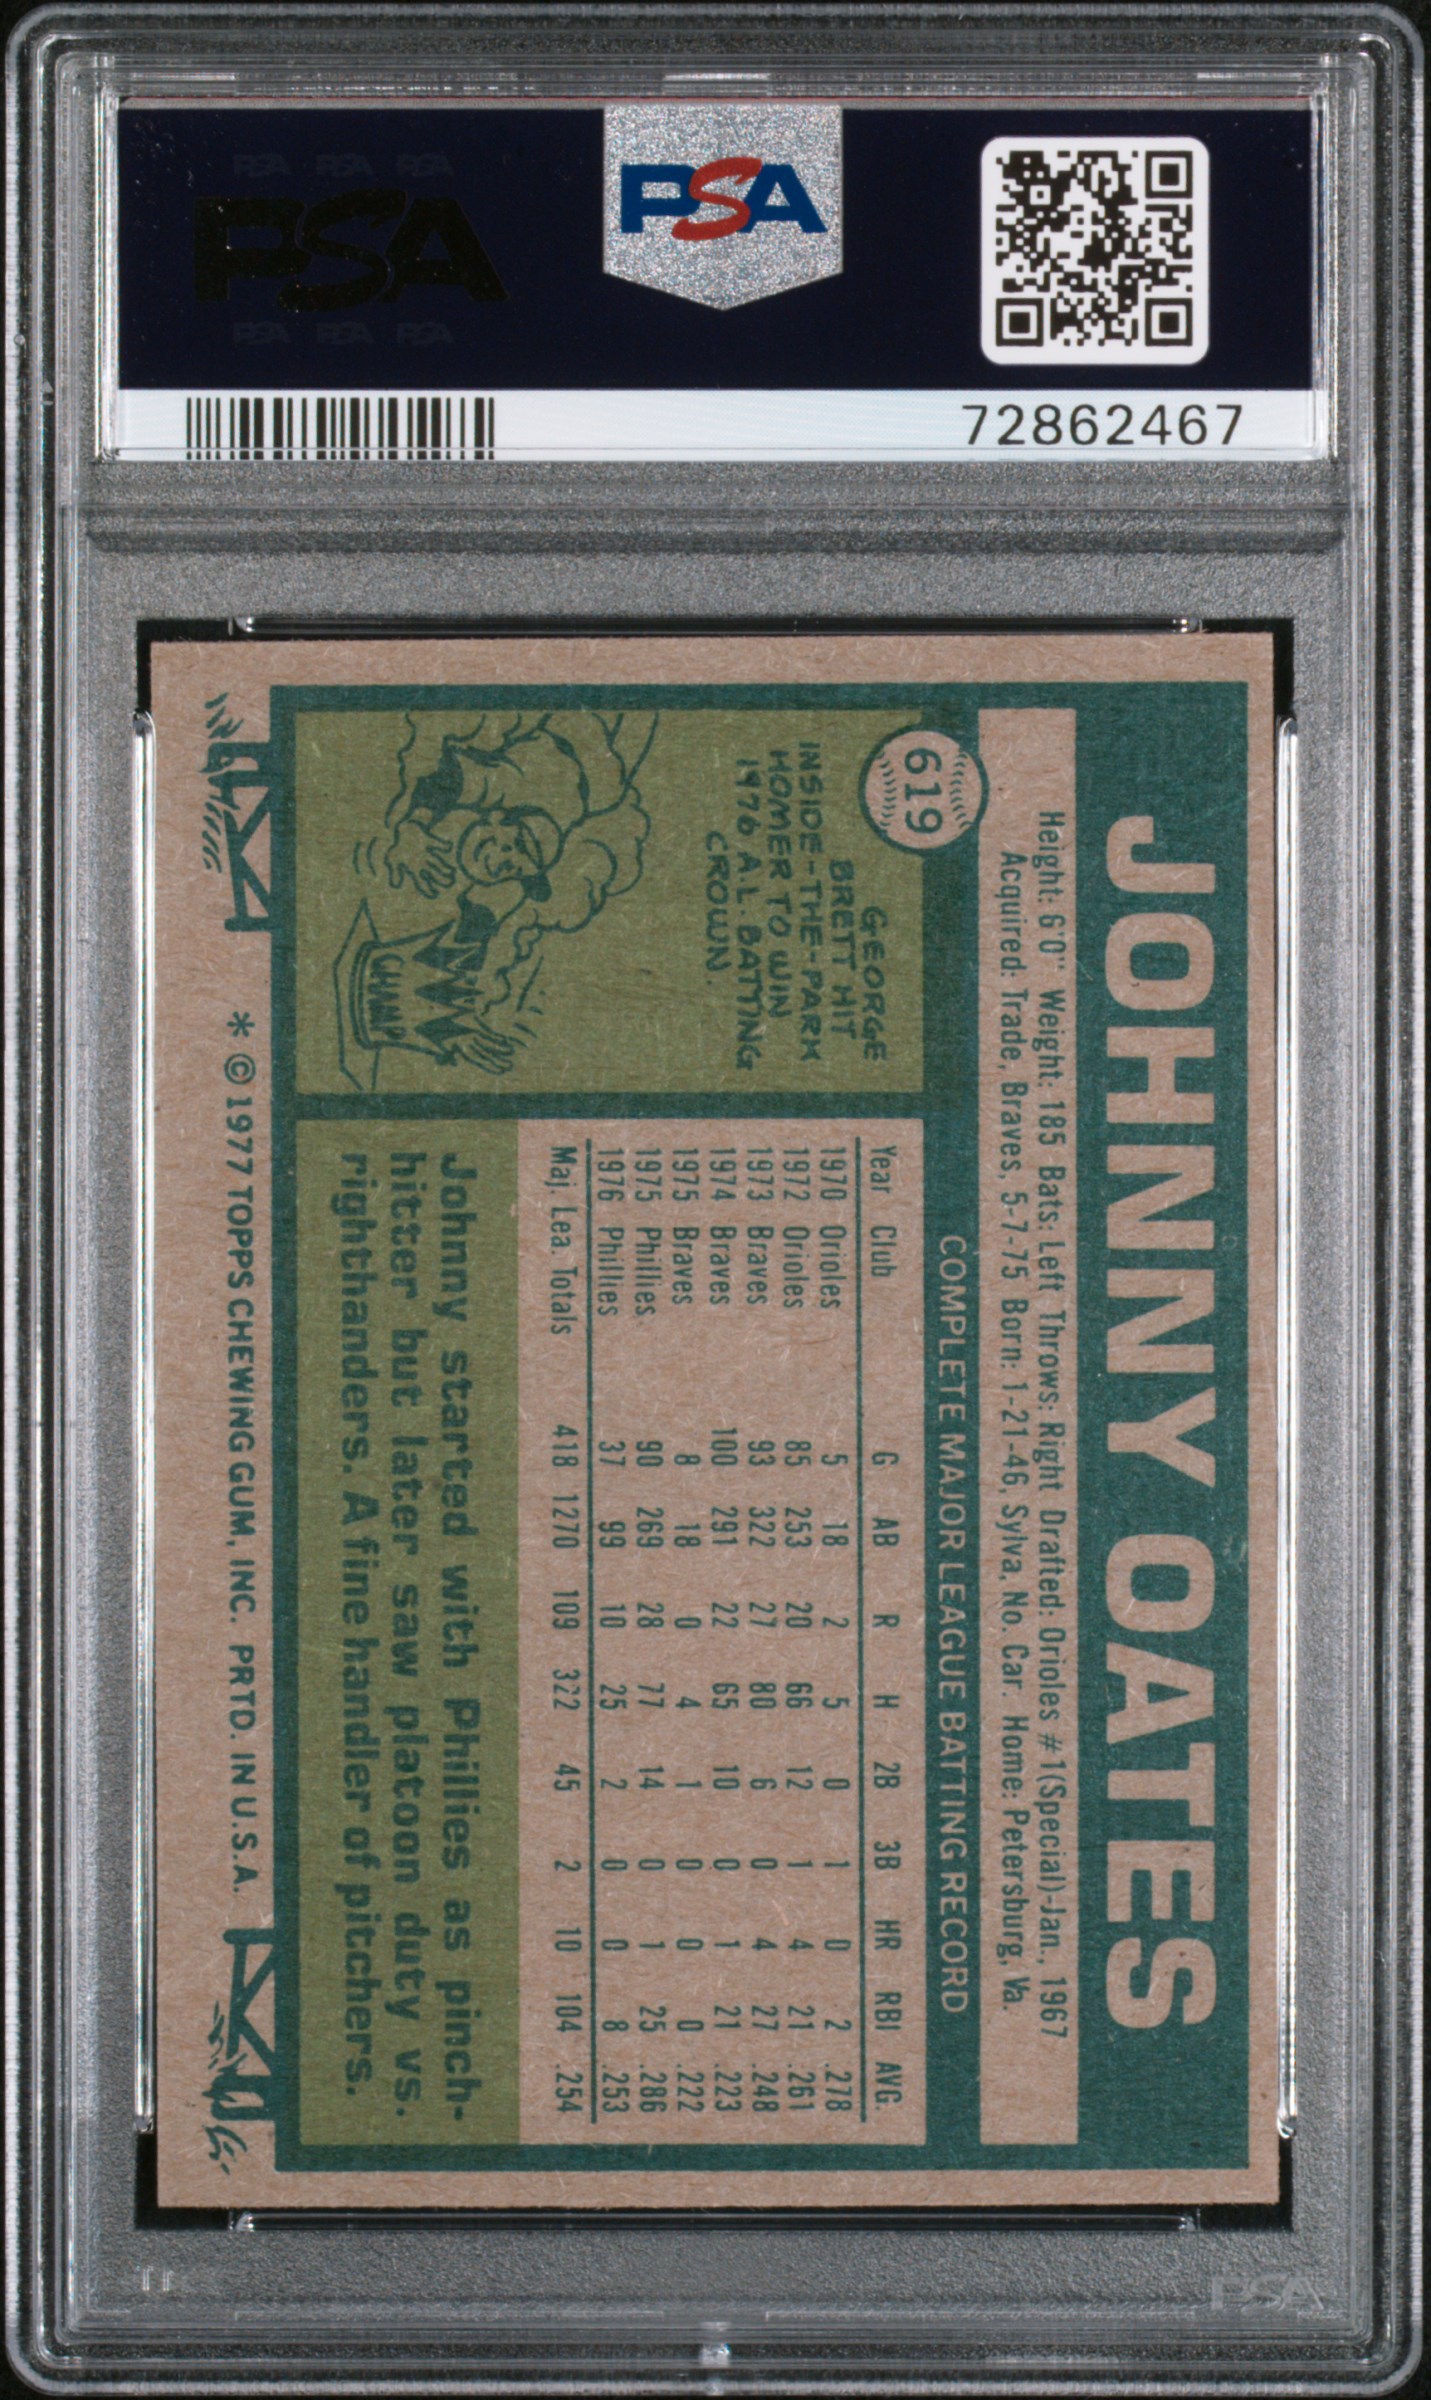 PSA PSA PSA
PSA
PSA PSA PSA
PSA
72862467
JOHNNY OATES
Height: 6'0" Weight: 185 Bats: Left Throws: Right Drafted: Orioles #1(Special)-Jan., 1967
Acquired: Trade, Braves, 5-7-75 Born: 1-21-46, Sylva, No. Car. Home: Petersburg, Va.
619
GEORGE
BRETT HIT
INSIDE-THE-PARK
HOMER TO WIN
1976 A.L. BATTING
CROWN.
CHAMP
COMPLETE MAJOR LEAGUE BATTING RECORD
Year Club G AB R H 2B 3B HR RBI AVG.
1970 Orioles 5 18 2 5 0 1 0 2 .278
1972 Orioles 85 253 20 66 12 1 4 21 .261
1973 Braves 93 322 27 80 6 0 4 27 .248
1974 Braves 100 291 22 65 10 0 1 21 .223
1975 Braves 8 18 0 4 1 0 0 0 .222
1975 Phillies 90 269 28 77 14 0 1 25 .286
1976 Phillies 37 99 10 25 2 0 0 8 .253
Maj. Lea. Totals 418 1270 109 322 45 2 10 104 .254
Johnny started with Phillies as pinch-
hitter but later saw platoon duty vs.
righthanders. A fine handler of pitchers.
* © 1977 TOPPS CHEWING GUM, INC. PRTD. IN U.S.A.
PSA